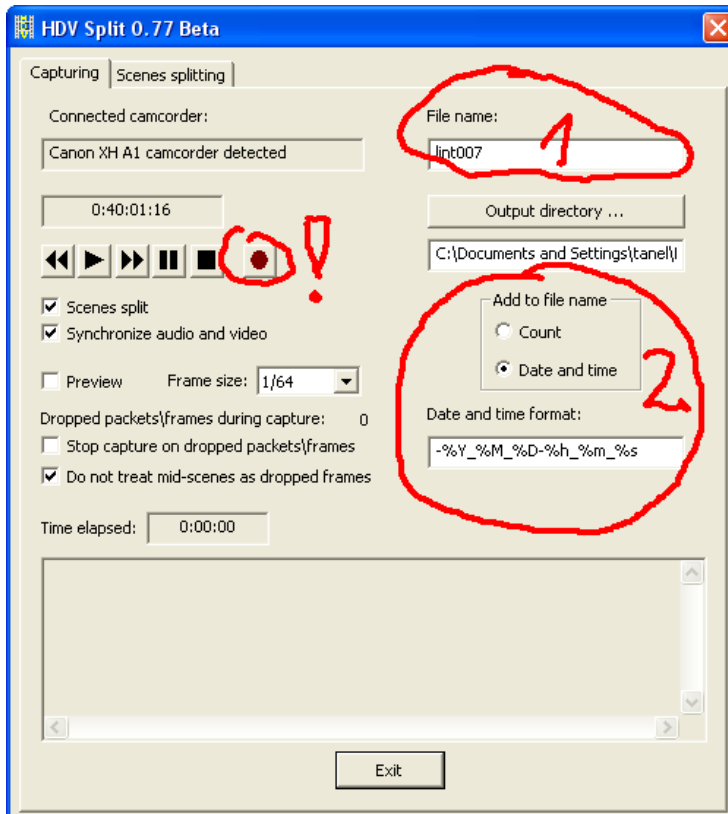 HDV Split 0.77 Beta
Capturing
Scenes splitting
Connected camcorder:
Canon XH A1 camcorder detected
0:40:01:16
Scenes split
Synchronize audio and video
Preview
Frame size:
1/64
Dropped packets\frames during capture:
0
Stop capture on dropped packets\frames
Do not treat mid-scenes as dropped frames
Time elapsed:
0:00:00
!
File name:
1
lint007
Output directory ...
C:\Documents and Settings\tanel\
Add to file name
Count
Date and time
2
Date and time format:
-%Y_%M_%D-%h_%m_%s
Exit